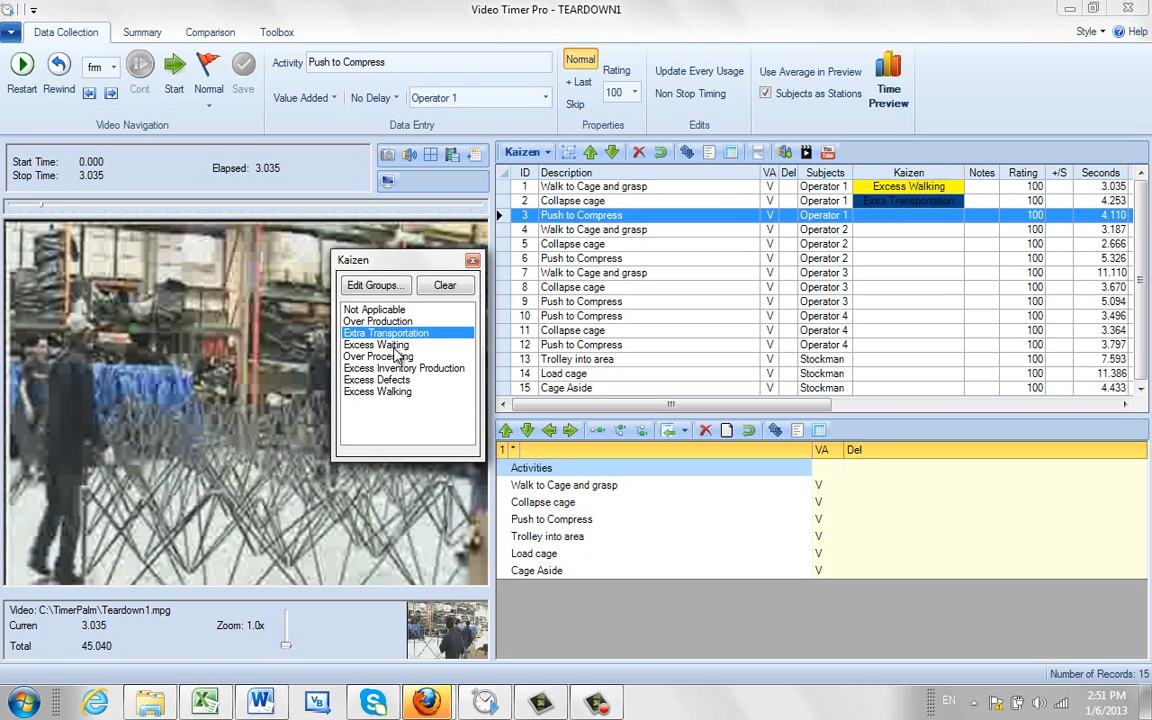 Video Timer Pro - TEARDOWN1
Data Collection Summary Comparison Toolbox Style Help
Restart Rewind frm Cont Start Normal Save
Video Navigation
Activity Push to Compress
Value Added No Delay Operator 1
Data Entry
Normal
+ Last
Skip
Rating
100
Properties
Update Every Usage
Non Stop Timing
Edits
Use Average in Preview
Subjects as Stations
Time
Preview
Start Time: 0.000
Stop Time: 3.035
Elapsed: 3.035
Kaizen
You
Tube
ID Description VA Del Subjects Kaizen Notes Rating +/S Seconds
1 Walk to Cage and grasp V Operator 1 Excess Walking 100 3.035
2 Collapse cage V Operator 1 Extra Transportation 100 4.253
3 Push to Compress V Operator 1 100 4.110
4 Walk to Cage and grasp V Operator 2 100 3.187
5 Collapse cage V Operator 2 100 2.666
6 Push to Compress V Operator 2 100 5.326
7 Walk to Cage and grasp V Operator 3 100 11.110
8 Collapse cage V Operator 3 100 3.670
9 Push to Compress V Operator 3 100 5.094
10 Push to Compress V Operator 4 100 3.496
11 Collapse cage V Operator 4 100 3.364
12 Push to Compress V Operator 4 100 3.797
13 Trolley into area V Stockman 100 7.593
14 Load cage V Stockman 100 11.386
15 Cage Aside V Stockman 100 4.433
Kaizen
Edit Groups... Clear
Not Applicable
Over Production
Extra Transportation
Excess Waiting
Over Processing
Excess Inventory Production
Excess Defects
Excess Walking
1 * VA Del
Activities
Walk to Cage and grasp V
Collapse cage V
Push to Compress V
Trolley into area V
Load cage V
Cage Aside V
Video: C:\TimerPalm\Teardown1.mpg
Curren 3.035 Zoom: 1.0x
Total 45.040
Number of Records: 15
EN
2:51 PM
1/6/2013